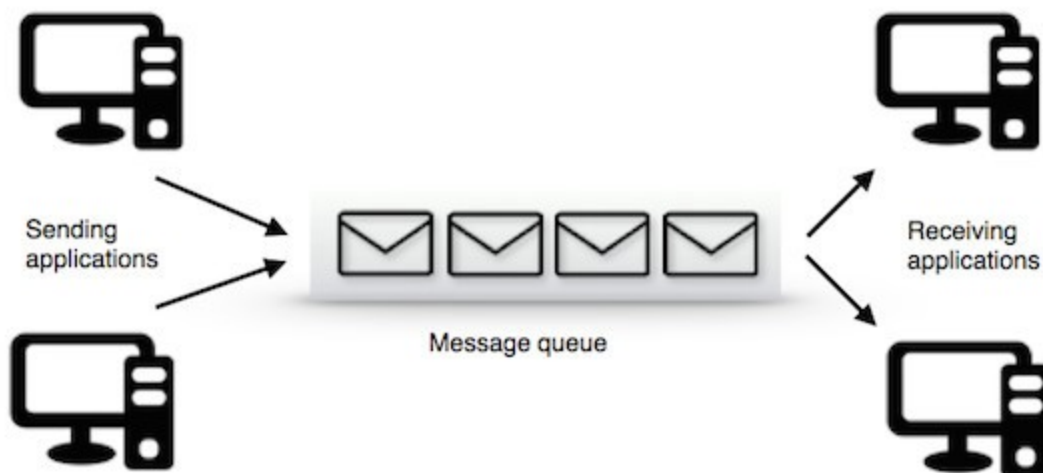 Sending
applications
Receiving
applications
Message queue